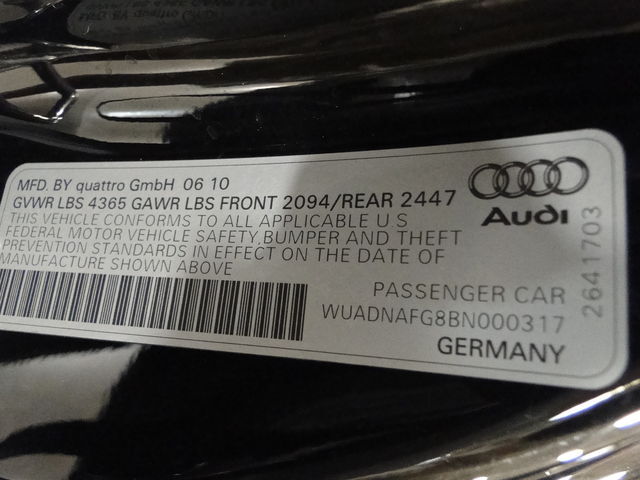 MFD. BY quattro GmbH 06 10
GVWR LBS 4365 GAWR LBS FRONT 2094/REAR 2447
THIS VEHICLE CONFORMS TO ALL APPLICABLE U S
FEDERAL MOTOR VEHICLE SAFETY, BUMPER AND THEFT
PREVENTION STANDARDS IN EFFECT ON THE DATE OF
MANUFACTURE SHOWN ABOVE
Audi
PASSENGER CAR
WUADNAFG8BN000317
GERMANY
2641703